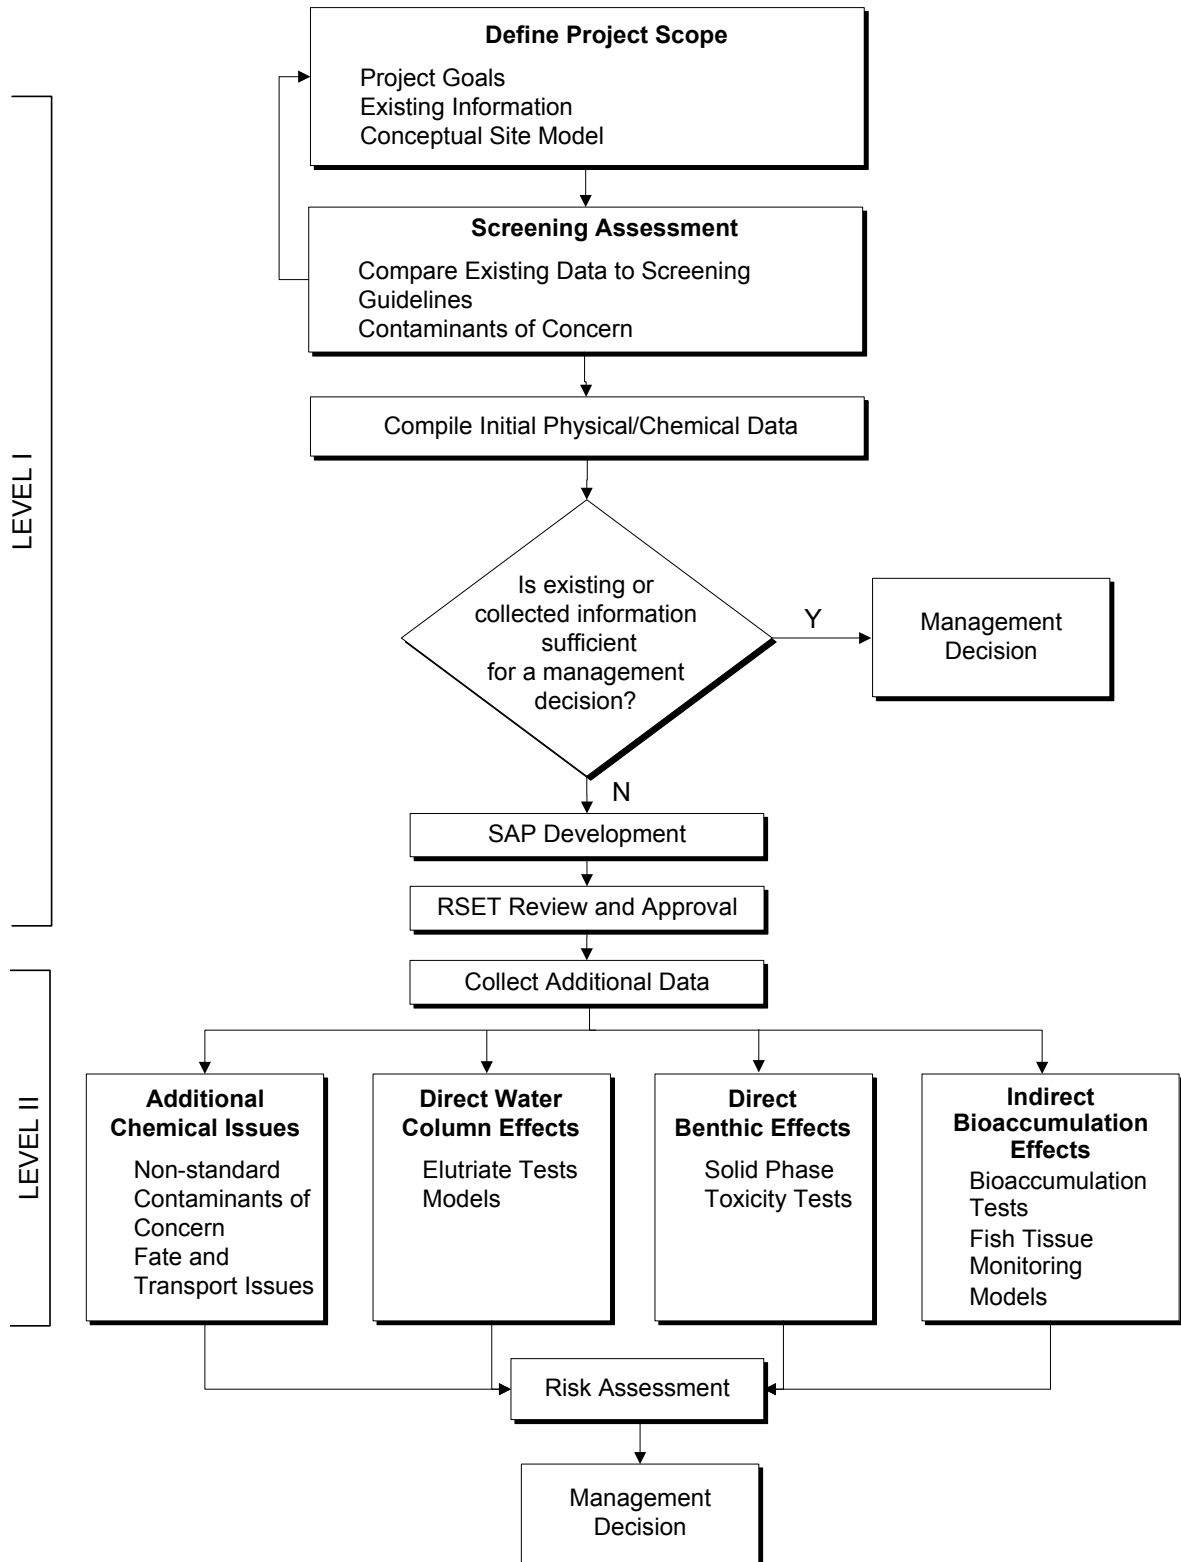 Define Project Scope
Project Goals
Existing Information
Conceptual Site Model
Screening Assessment
Compare Existing Data to Screening
Guidelines
Contaminants of Concern
Compile Initial Physical/Chemical Data
LEVEL I
Is existing or
collected information
sufficient
for a management
decision?
Y
Management
Decision
N
SAP Development
RSET Review and Approval
Collect Additional Data
LEVEL II
Additional
Chemical Issues
Non-standard
Contaminants of
Concern
Fate and
Transport Issues
Direct Water
Column Effects
Elutriate Tests
Models
Direct
Benthic Effects
Solid Phase
Toxicity Tests
Indirect
Bioaccumulation
Effects
Bioaccumulation
Tests
Fish Tissue
Monitoring
Models
Risk Assessment
Management
Decision